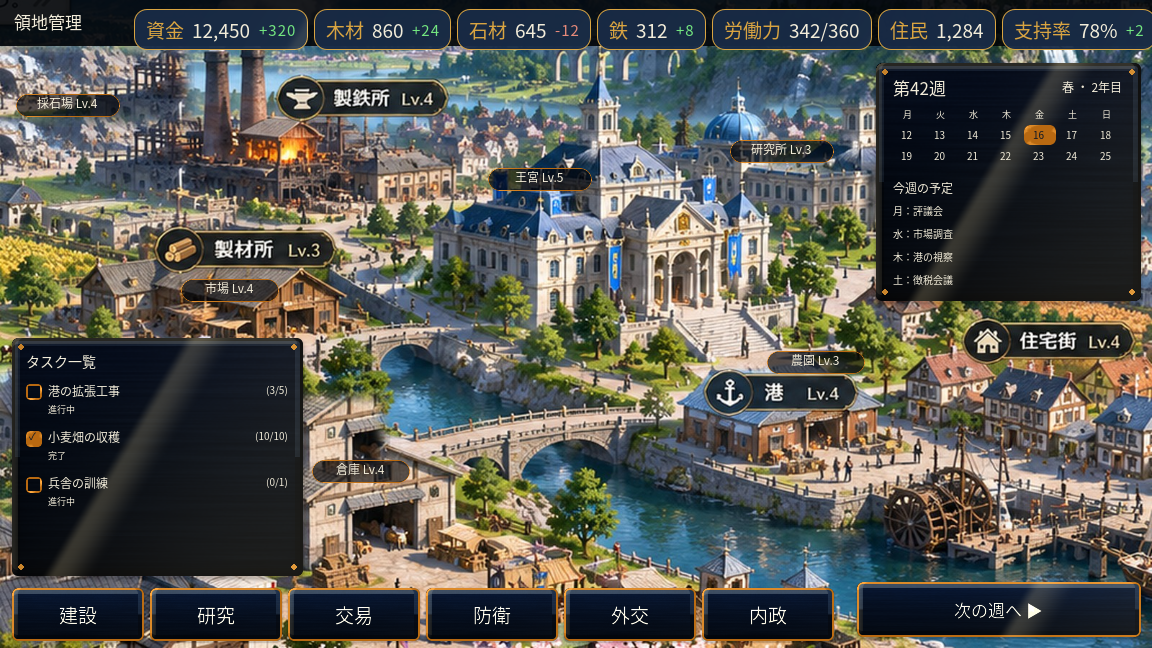 領地管理
資金 12,450 +320
木材 860 +24
石材 645 -12
鉄 312 +8
労働力 342/360
住民 1,284
支持率 78% +2
採石場 Lv.4
製鉄所 Lv.4
研究所 Lv.3
王宮 Lv.5
製材所 Lv.3
市場 Lv.4
第42週 春・2年目
月 火 水 木 金 土 日
12 13 14 15 16 17 18
19 20 21 22 23 24 25
今週の予定
月：評議会
水：市場調査
木：港の視察
土：徴税会議
住宅街 Lv.4
農園 Lv.3
港 Lv.4
倉庫 Lv.4
タスク一覧
港の拡張工事 (3/5)
進行中
小麦畑の収穫 (10/10)
完了
兵舎の訓練 (0/1)
進行中
建設
研究
交易
防衛
外交
内政
次の週へ ▶